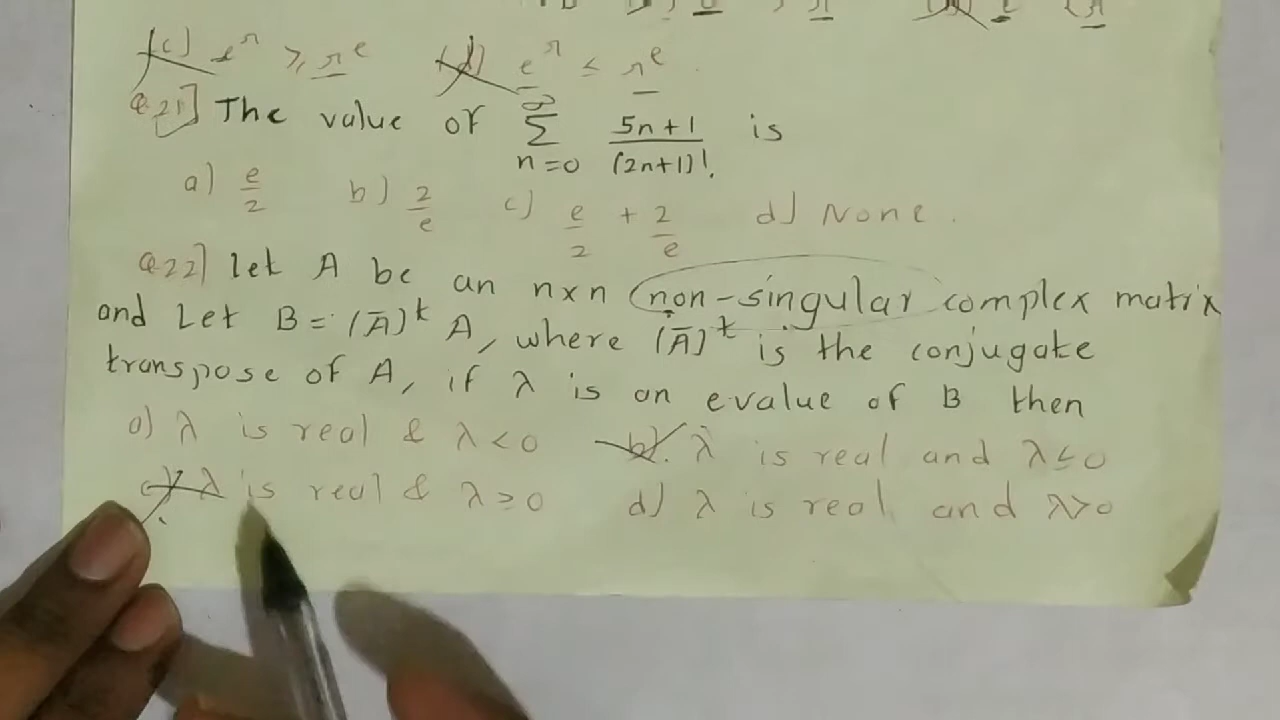 (c) e^π ≥ π^e (d) e^π ≤ π^e
Q.21] The value of ∞∑n=0 5n+1/(2n+1)! is
a) e/2 b) 2/e c) e/2 + 2/e d) None.
Q.22] let A be an n×n non-singular complex matrix
and Let B = (Ā)^t A, where (Ā)^t is the conjugate
transpose of A, if λ is an evalue of B then
a) λ is real & λ<0 b) λ is real and λ≤0
c) λ is real & λ≥0 d) λ is real and λ>0